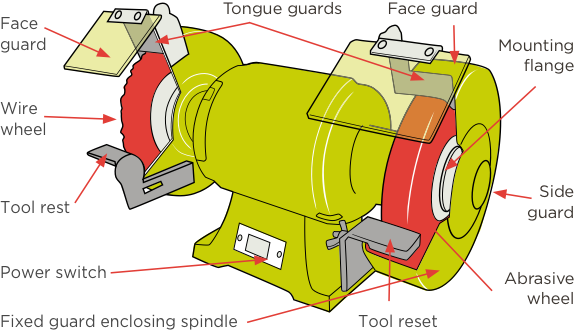 Face
guard
Tongue guards
Face guard
Mounting
flange
Wire
wheel
Tool rest
Side
guard
Power switch
Abrasive
wheel
Fixed guard enclosing spindle
Tool reset